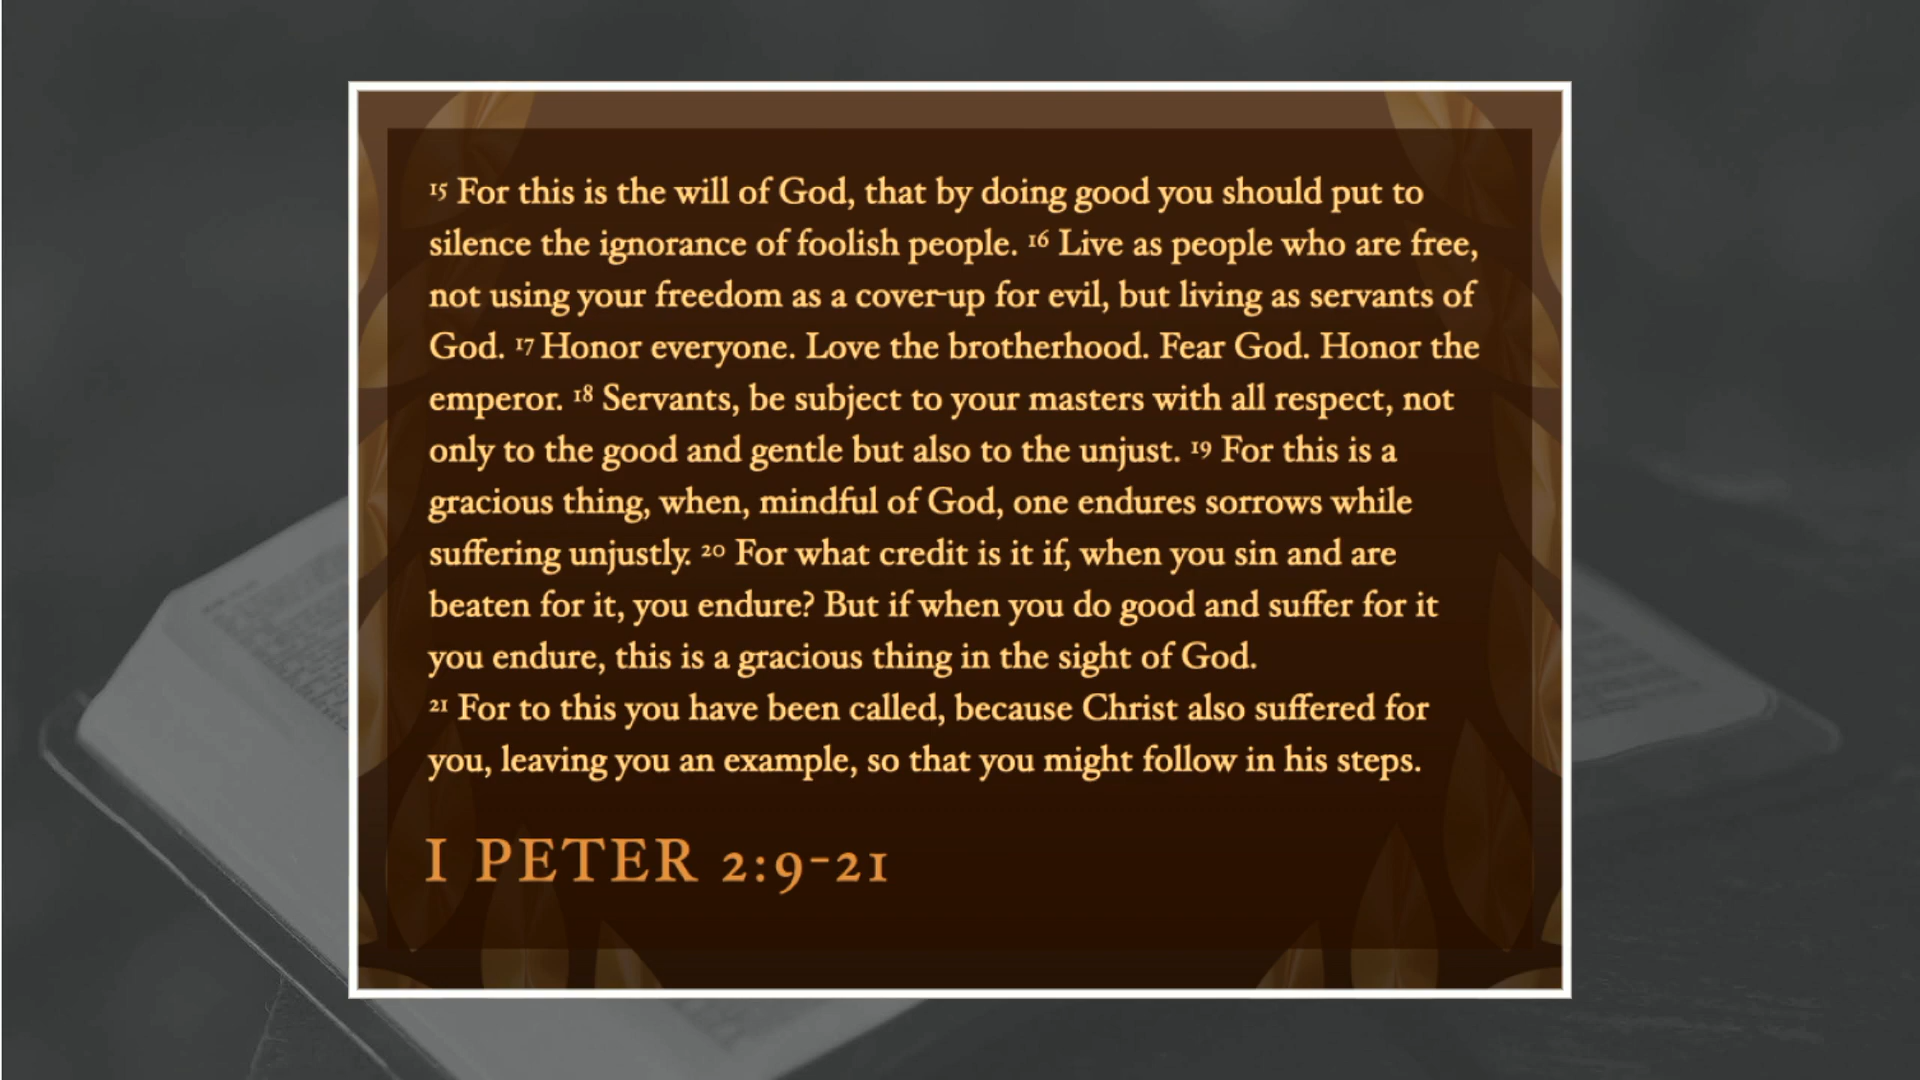 15 For this is the will of God, that by doing good you should put to
silence the ignorance of foolish people. 16 Live as people who are free,
not using your freedom as a cover-up for evil, but living as servants of
God. 17 Honor everyone. Love the brotherhood. Fear God. Honor the
emperor. 18 Servants, be subject to your masters with all respect, not
only to the good and gentle but also to the unjust. 19 For this is a
gracious thing, when, mindful of God, one endures sorrows while
suffering unjustly. 20 For what credit is it if, when you sin and are
beaten for it, you endure? But if when you do good and suffer for it
you endure, this is a gracious thing in the sight of God.
21 For to this you have been called, because Christ also suffered for
you, leaving you an example, so that you might follow in his steps.
I PETER 2:9-21